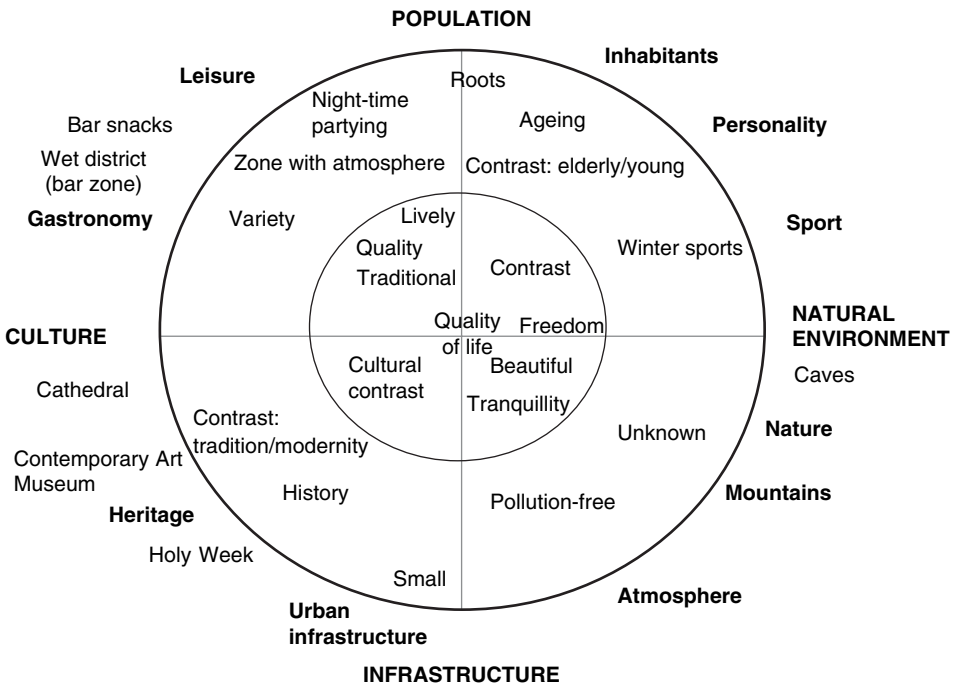 POPULATION
Leisure
Inhabitants
Roots
Night-time
partying
Ageing
Bar snacks
Personality
Wet district
(bar zone)
Zone with atmosphere
Contrast: elderly/young
Gastronomy
Variety
Lively
Sport
Quality
Winter sports
Traditional
Contrast
CULTURE
Quality
of life
Freedom
NATURAL
ENVIRONMENT
Cultural
contrast
Beautiful
Caves
Cathedral
Tranquillity
Contrast:
tradition/modernity
Unknown
Nature
Contemporary Art
Museum
History
Pollution-free
Mountains
Heritage
Holy Week
Small
Atmosphere
Urban
infrastructure
INFRASTRUCTURE